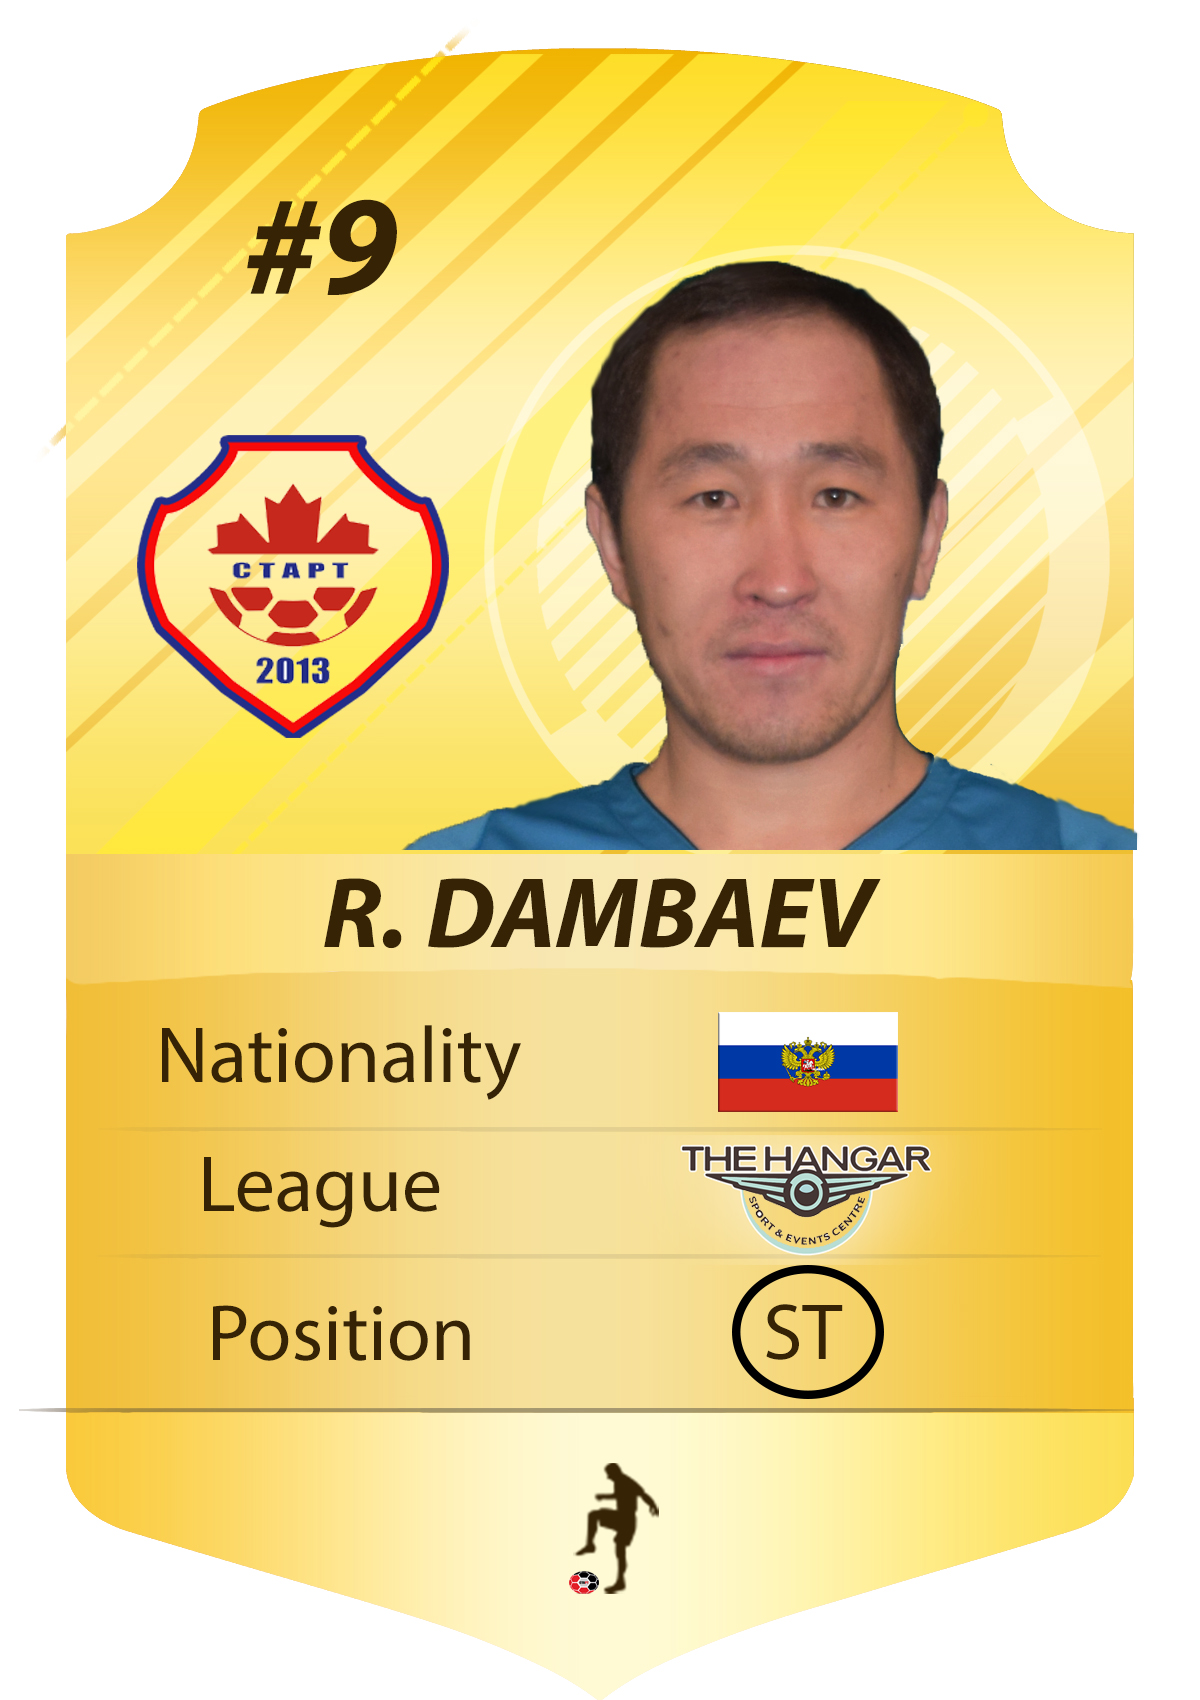 #9
СТАРТ
2013
R. DAMBAEV
Nationality
League
THE HANGAR
SPORT & EVENTS CENTRE
Position
ST